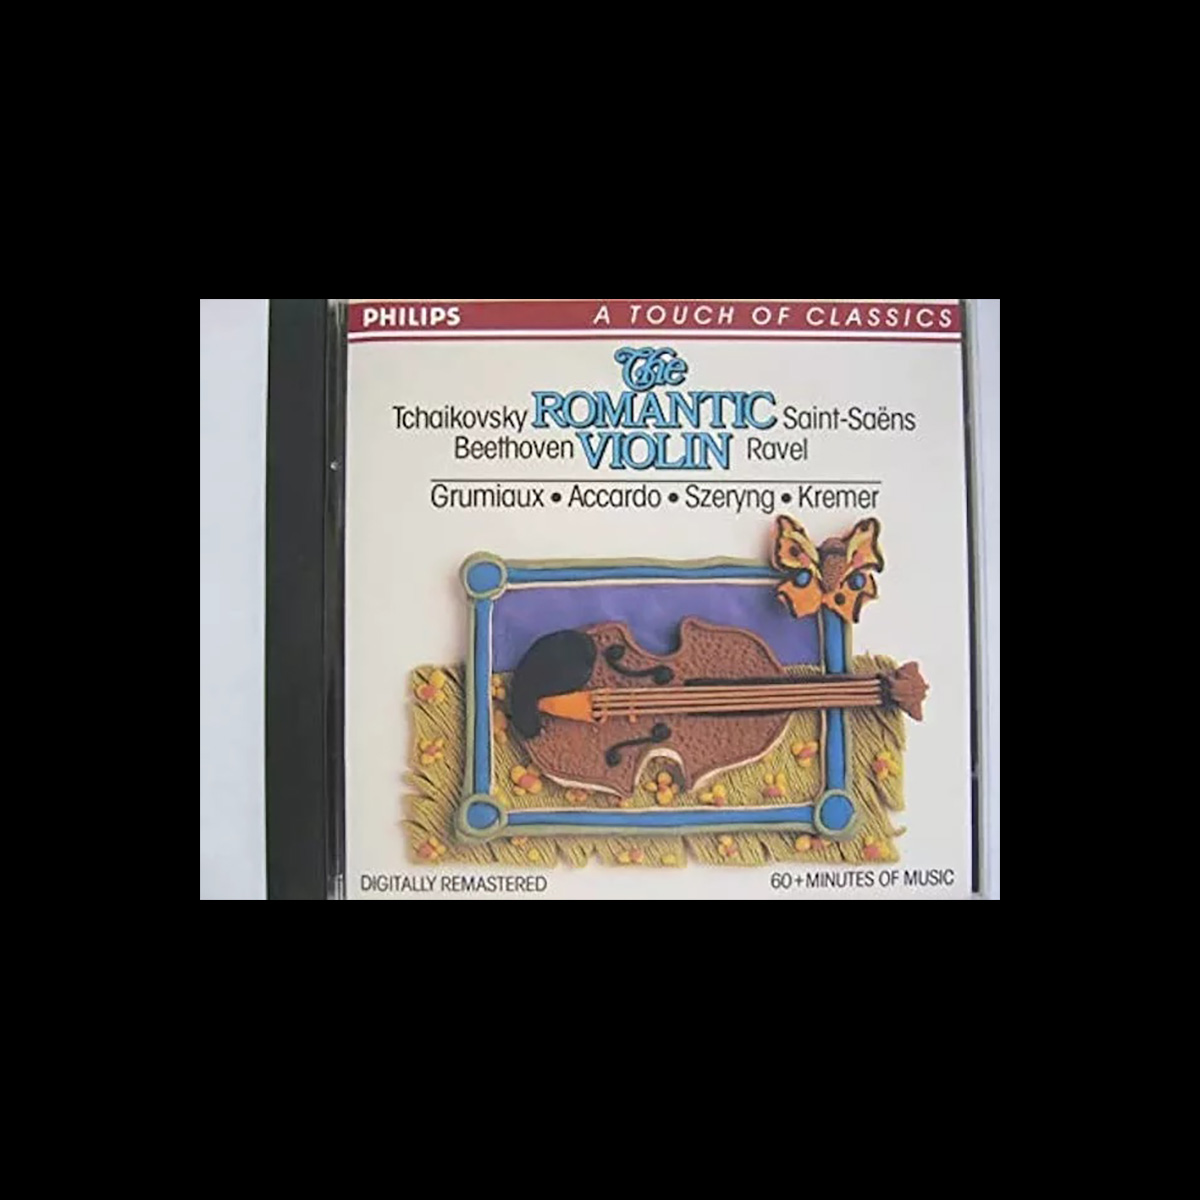 PHILIPS A TOUCH OF CLASSICS
The
Tchaikovsky ROMANTIC Saint-Saëns
Beethoven VIOLIN Ravel
Grumiaux • Accardo • Szeryng • Kremer
DIGITALLY REMASTERED 60+MINUTES OF MUSIC